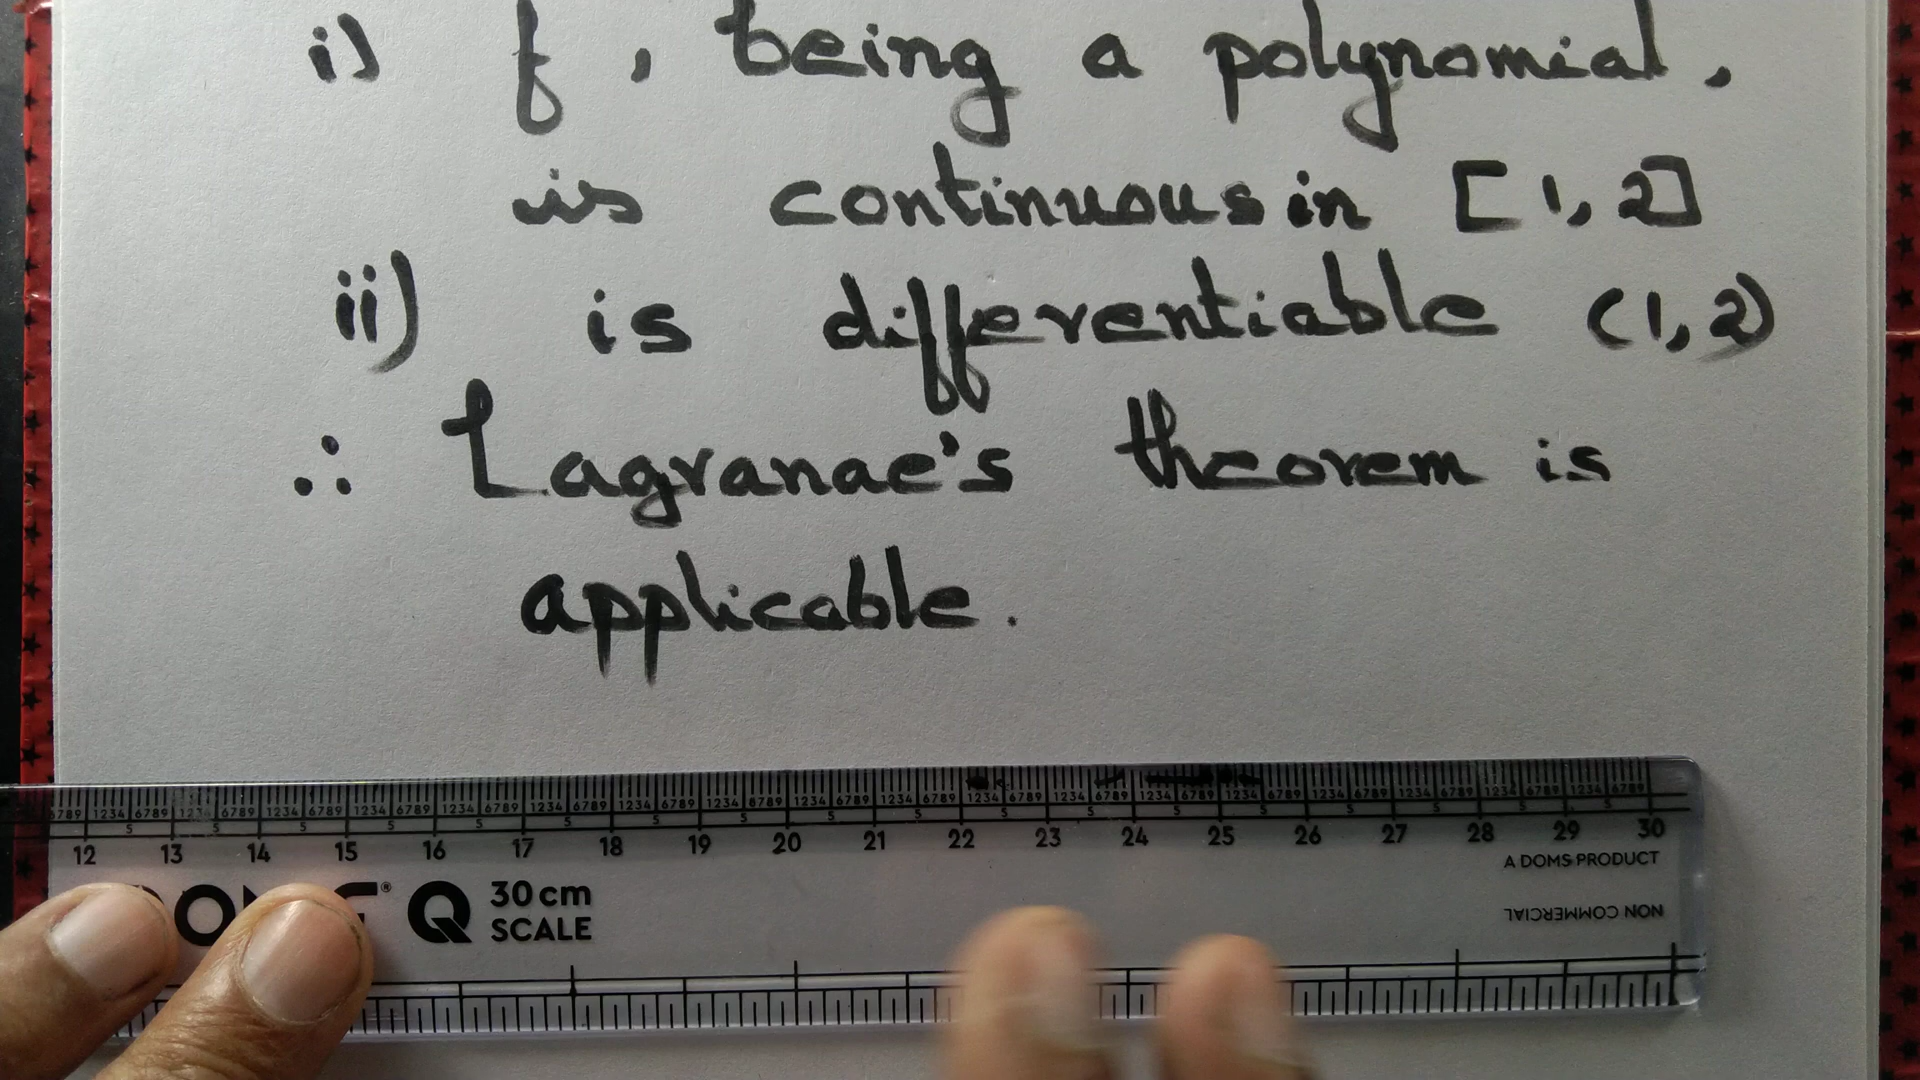 i) f, being a polynomial,
is continuous in [1, 2]
ii) is differentiable (1, 2)
∴ Lagranae's theorem is
applicable.
12 13 14 15 16 17 18 19 20 21 22 23 24 25 26 27 28 29 30
A DOMS PRODUCT
Q 30 cm
SCALE
NON COMMERCIAL